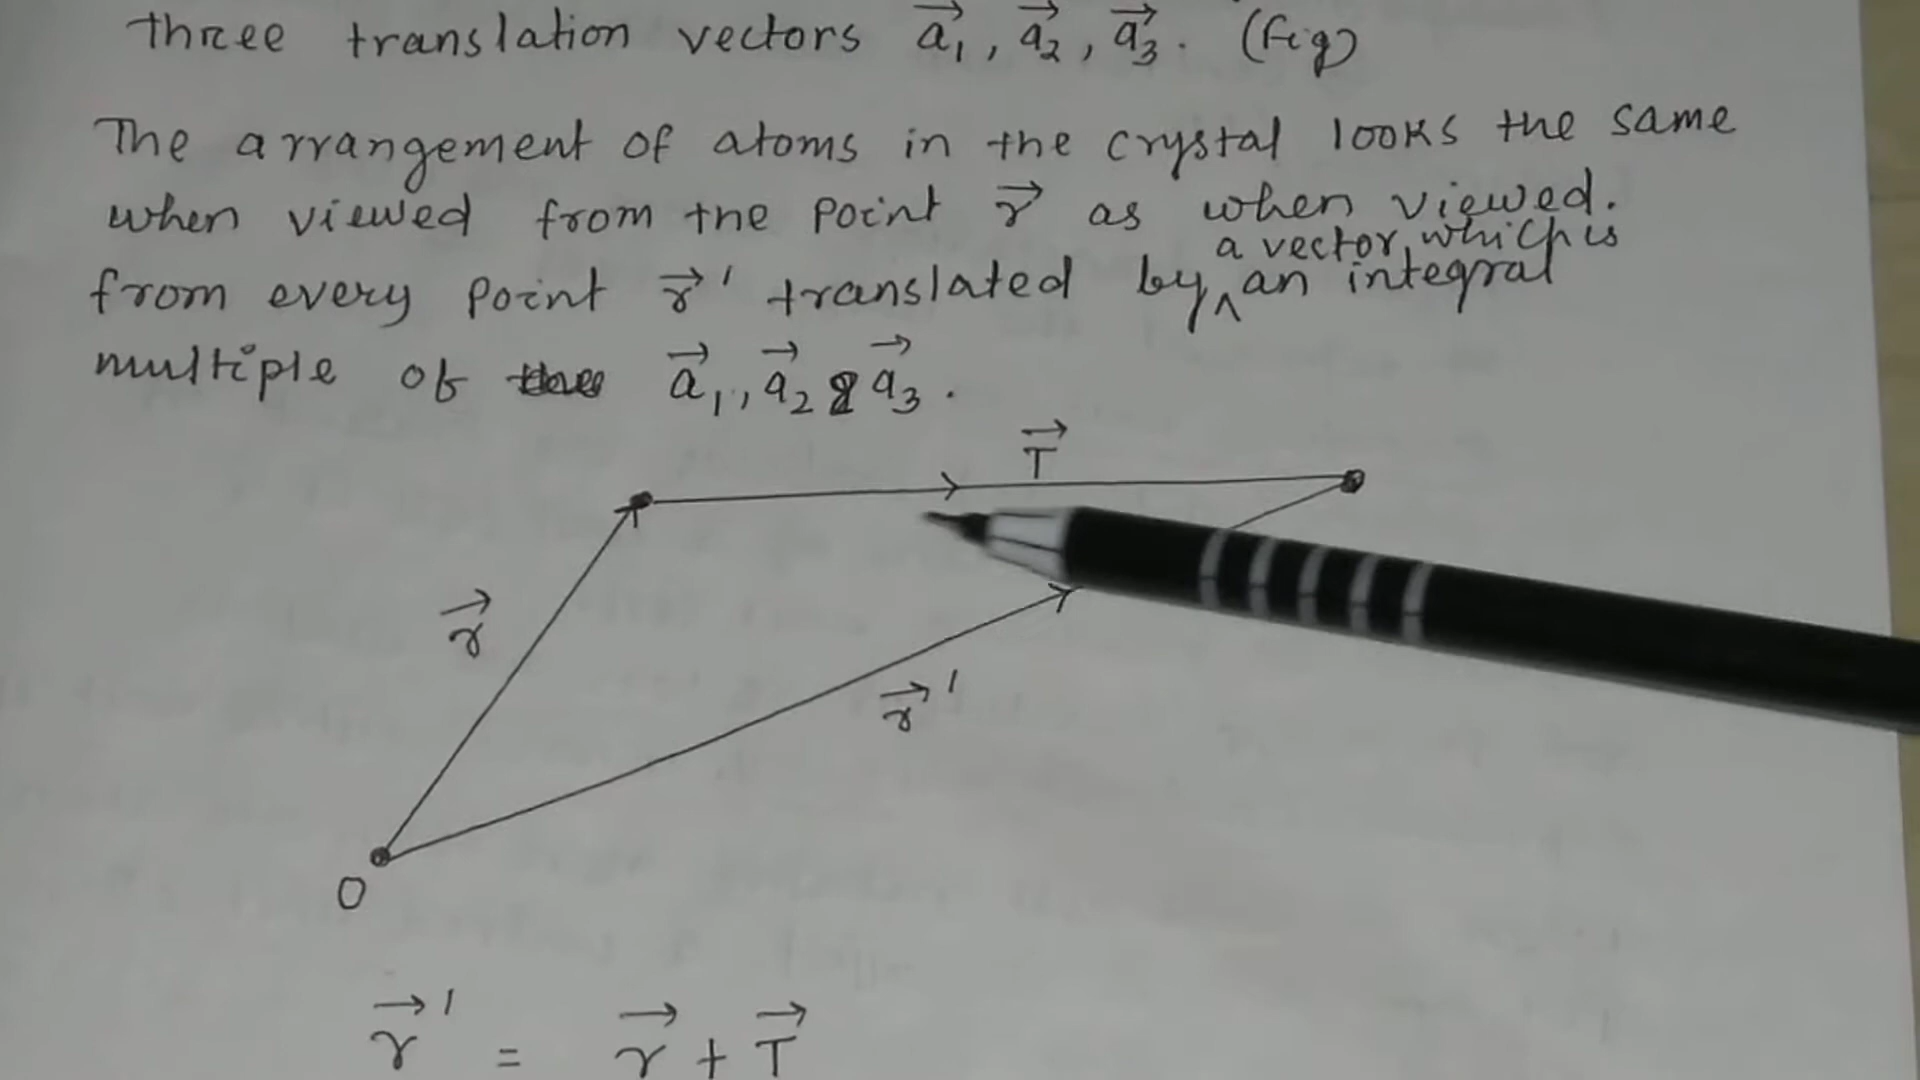 three translation vectors a⃗₁, a⃗₂, a⃗₃. (fig)
The arrangement of atoms in the crystal looks the same
when viewed from the point r⃗ as when viewed.
a vector, which is
from every point r⃗' translated by ^ an integral
multiple of a⃗₁, a⃗₂ & a⃗₃.
T⃗
r⃗
r⃗'
O
r⃗' = r⃗ + T⃗